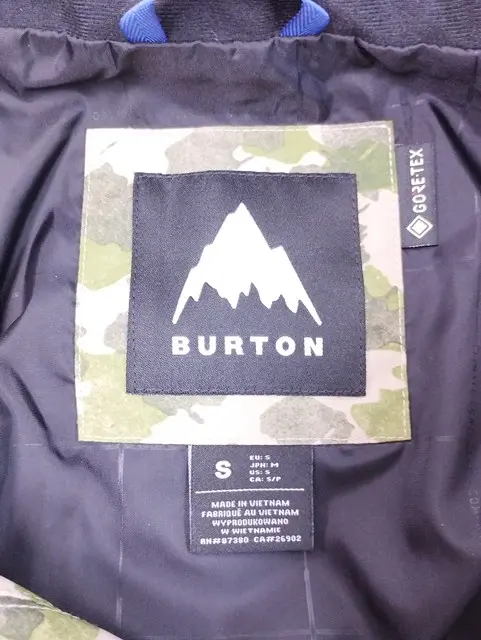 GORE-TEX
BURTON
S
EU: S
JPN: M
US: S
CA: S/P
MADE IN VIETNAM
FABRIQUÉ AU VIETNAM
WYPRODUKOWANO
W WIETNAMIE
RN#87380 CA#26902